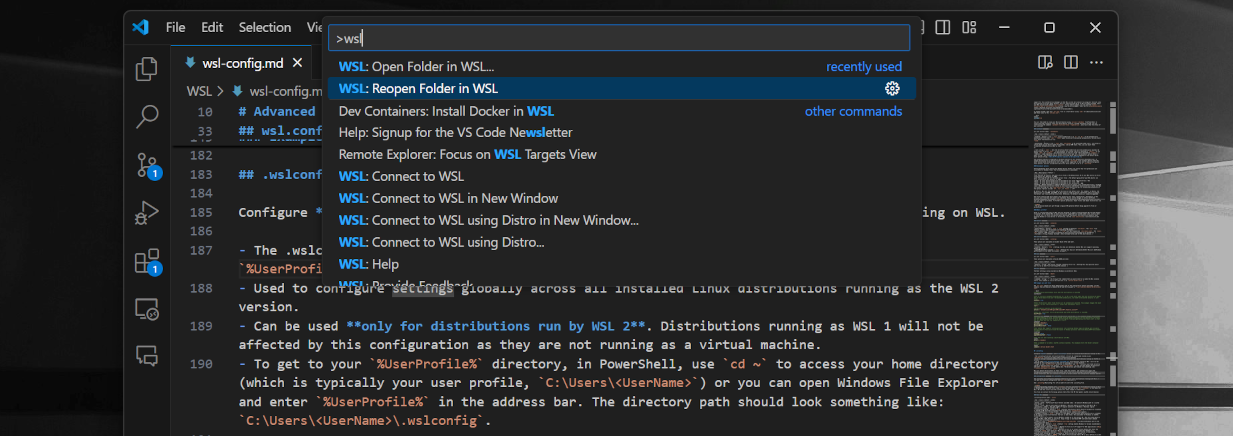 File Edit Selection
>wsl
wsl-config.md
WSL: Open Folder in WSL... recently used
WSL > wsl-config.m
WSL: Reopen Folder in WSL
10 # Advanced
Dev Containers: Install Docker in WSL other commands
33 ## wsl.conf
Help: Signup for the VS Code Newsletter
182
Remote Explorer: Focus on WSL Targets View
183 ## .wslconf
WSL: Connect to WSL
184
WSL: Connect to WSL in New Window
185 Configure ing on WSL.
WSL: Connect to WSL using Distro in New Window...
186
WSL: Connect to WSL using Distro...
187 - The .wslc
WSL: Help
`%UserProfi
WSL: Provide Feedback
188 - Used to configure settings globally across all installed Linux distributions running as the WSL 2
version.
189 - Can be used **only for distributions run by WSL 2**. Distributions running as WSL 1 will not be
affected by this configuration as they are not running as a virtual machine.
190 - To get to your `%UserProfile%` directory, in PowerShell, use `cd ~` to access your home directory
(which is typically your user profile, `C:\Users\<UserName>`) or you can open Windows File Explorer
and enter `%UserProfile%` in the address bar. The directory path should look something like:
`C:\Users\<UserName>\.wslconfig`.
1
1